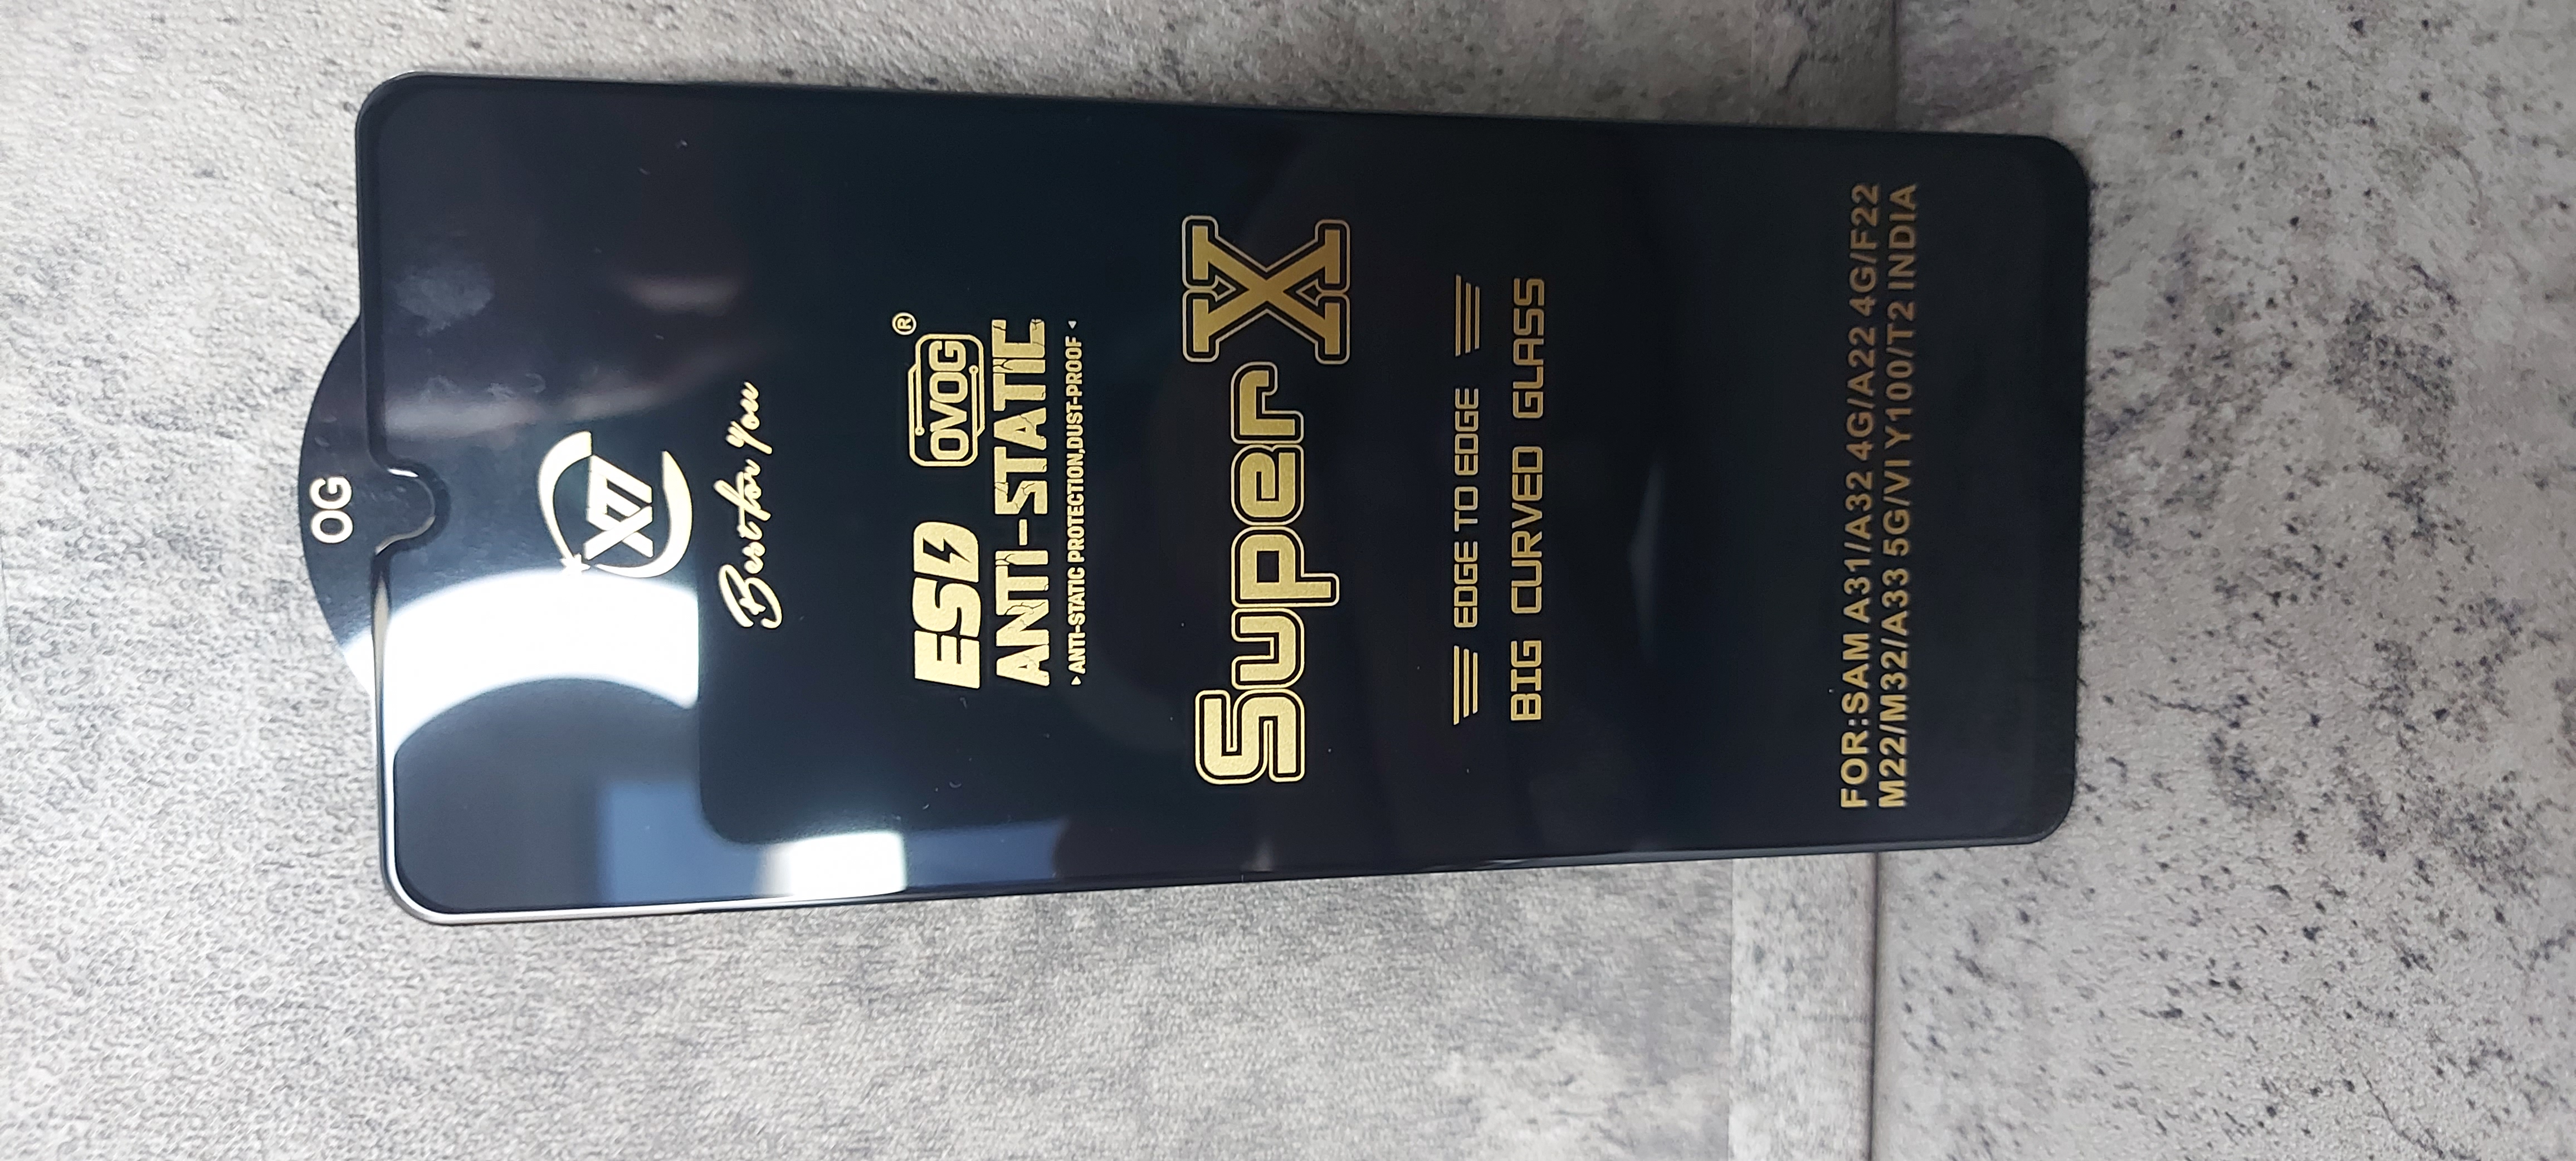 OG
XTI
Best for You
OVOG®
ESD
ANTI-STATIC
ANTI-STATIC PROTECTION,DUST-PROOF
Super X
EDGE TO EDGE
BIG CURVED GLASS
FOR:SAM A31/A32 4G/A22 4G/F22
M22/M32/A33 5G/VI Y100/T2 INDIA